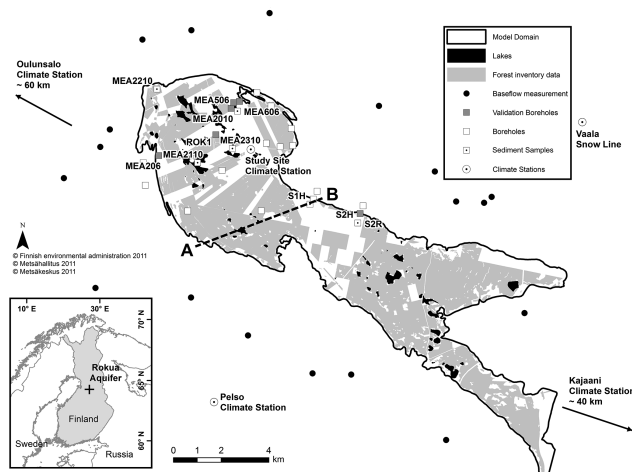 Oulunsalo
Climate Station
~ 60 km
MEA2210
MEA506
MEA2010
MEA606
ROK1
MEA2310
MEA2110
MEA206
Study Site
Climate Station
S1H
B
S2H
S2R
A
Model Domain
Lakes
Forest inventory data
Baseflow measurement
Validation Boreholes
Boreholes
Sediment Samples
Climate Stations
Vaala
Snow Line
N
© Finnish environmental administration 2011
© Metsähallitus 2011
© Metsäkeskus 2011
10° E
30° E
70° N
65° N
60° N
Rokua
Aquifer
Finland
Sweden
Russia
Pelso
Climate Station
Kajaani
Climate Station
~ 40 km
0 1 2 4
km